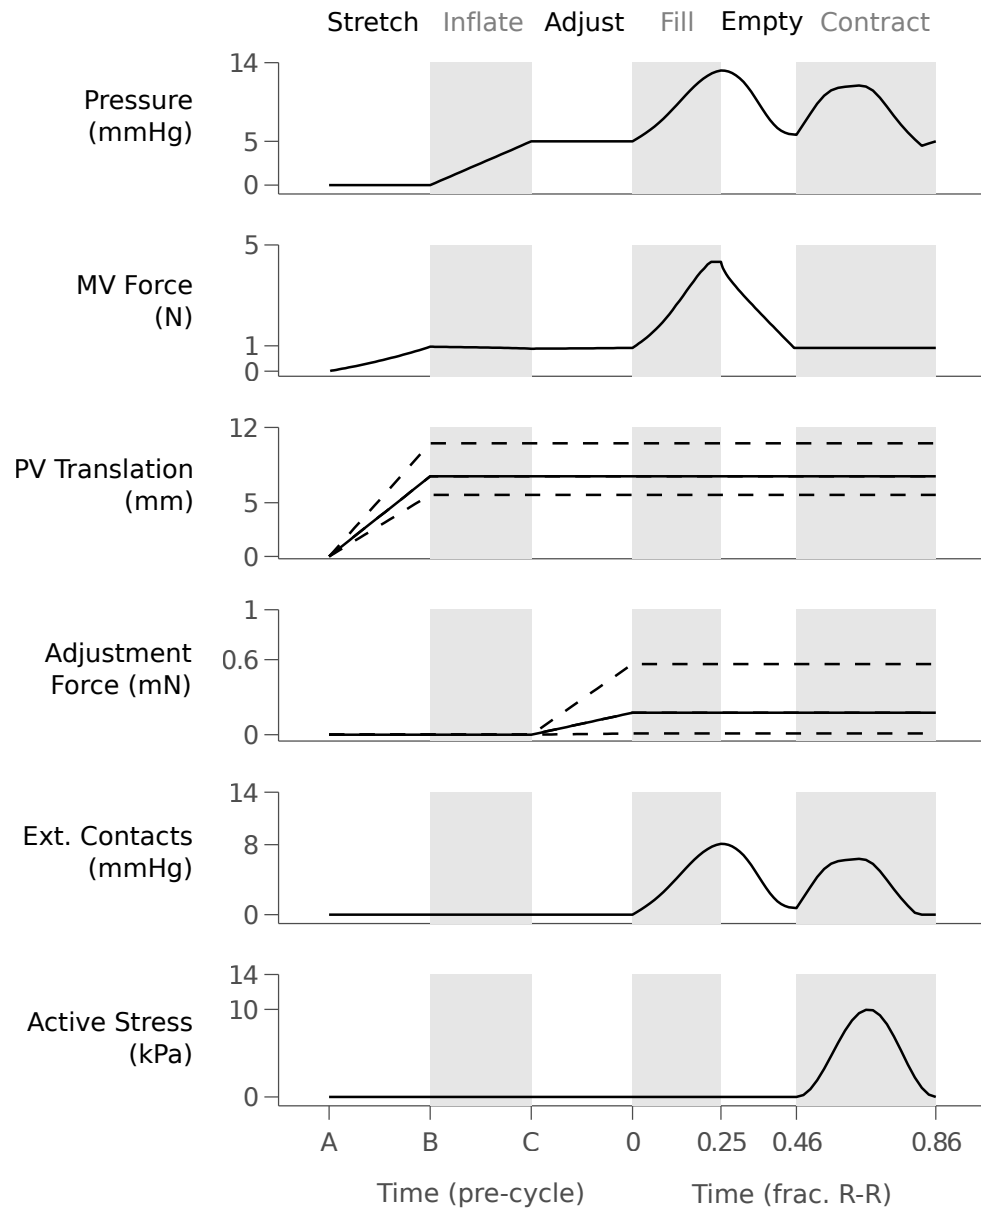 Stretch Inflate Adjust Fill Empty Contract
Pressure
(mmHg)
14
5
0
MV Force
(N)
5
1
0
PV Translation
(mm)
12
5
0
Adjustment
Force (mN)
1
0.6
0
Ext. Contacts
(mmHg)
14
8
0
Active Stress
(kPa)
14
10
0
A B C 0 0.25 0.46 0.86
Time (pre-cycle) Time (frac. R-R)